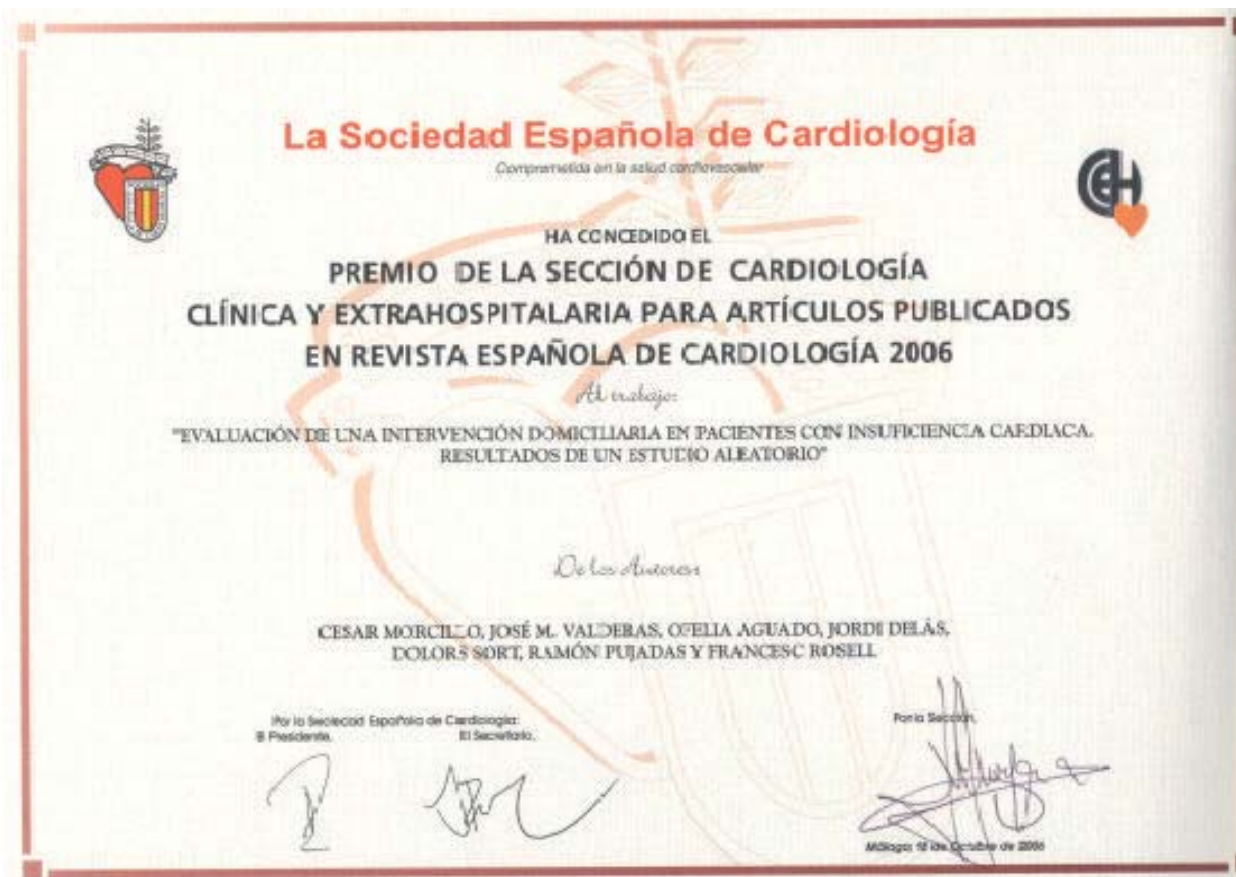 La Sociedad Española de Cardiología
Comprometida en la salud cardiovascular
HA CONCEDIDO EL
PREMIO DE LA SECCIÓN DE CARDIOLOGÍA
CLÍNICA Y EXTRAHOSPITALARIA PARA ARTÍCULOS PUBLICADOS
EN REVISTA ESPAÑOLA DE CARDIOLOGÍA 2006
Al trabajo:
"EVALUACIÓN DE UNA INTERVENCIÓN DOMICILIARIA EN PACIENTES CON INSUFICIENCIA CARDIACA.
RESULTADOS DE UN ESTUDIO ALEATORIO"
De los Autores
CESAR MORCILLO, JOSÉ M. VALDERAS, OFELIA AGUADO, JORDI DELÁS,
DOLORS SORT, RAMÓN PUJADAS Y FRANCESC ROSELL
Por la Sociedad Española de Cardiología:
El Presidente, El Secretario,
Por la Sección,
Málaga, de Octubre de 2006